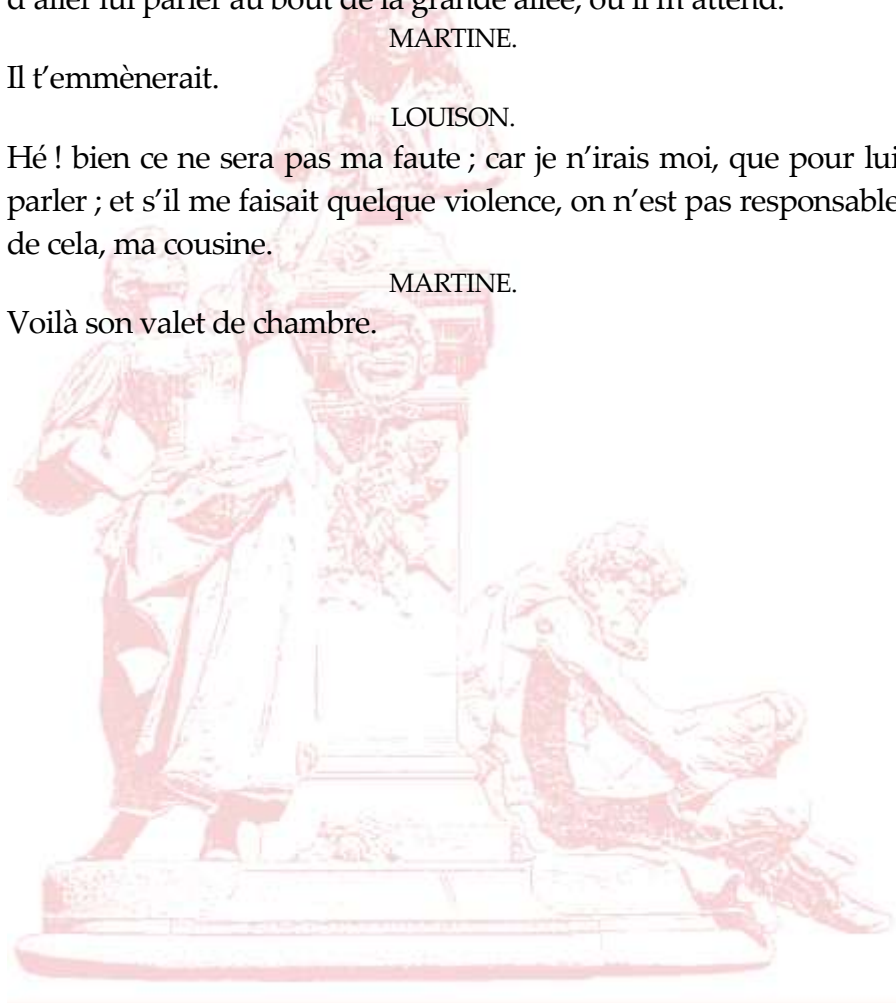 d’aller lui parler au bout de la grande allée, où il m’attend.
MARTINE.
Il t’emmènerait.
LOUISON.
Hé ! bien ce ne sera pas ma faute ; car je n’irais moi, que pour lui
parler ; et s’il me faisait quelque violence, on n’est pas responsable
de cela, ma cousine.
MARTINE.
Voilà son valet de chambre.